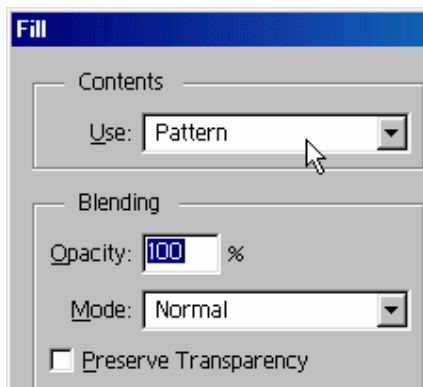 Fill
Contents
Use: Pattern
Blending
Opacity: 100 %
Mode: Normal
Preserve Transparency